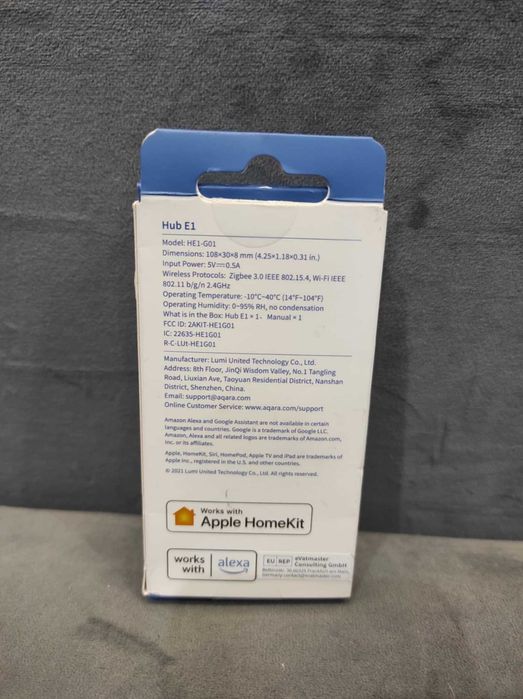 Hub E1
Model: HE1-G01
Dimensions: 108×30×8 mm (4.25×1.18×0.31 in.)
Input Power: 5V⎓0.5A
Wireless Protocols: Zigbee 3.0 IEEE 802.15.4, Wi-Fi IEEE
802.11 b/g/n 2.4GHz
Operating Temperature: -10°C~40°C (14°F~104°F)
Operating Humidity: 0~95% RH, no condensation
What is in the Box: Hub E1 × 1、 Manual × 1
FCC ID: 2AKIT-HE1G01
IC: 22635-HE1G01
R-C-LUt-HE1G01
Manufacturer: Lumi United Technology Co., Ltd.
Address: 8th Floor, JinQi Wisdom Valley, No.1 Tangling
Road, Liuxian Ave, Taoyuan Residential District, Nanshan
District, Shenzhen, China.
Email: support@aqara.com
Online Customer Service: www.aqara.com/support
Amazon Alexa and Google Assistant are not available in certain
languages and countries. Google is a trademark of Google LLC.
Amazon, Alexa and all related logos are trademarks of Amazon.com,
Inc. or its affiliates.
Apple, HomeKit, Siri, HomePod, Apple TV and iPad are trademarks of
Apple Inc., registered in the U.S. and other countries.
© 2021 Lumi United Technology Co., Ltd. All rights reserved.
Works with
Apple HomeKit
works
with
alexa
EU REP
eVatmaster
Consulting GmbH
Germany contact@evatmaster.com